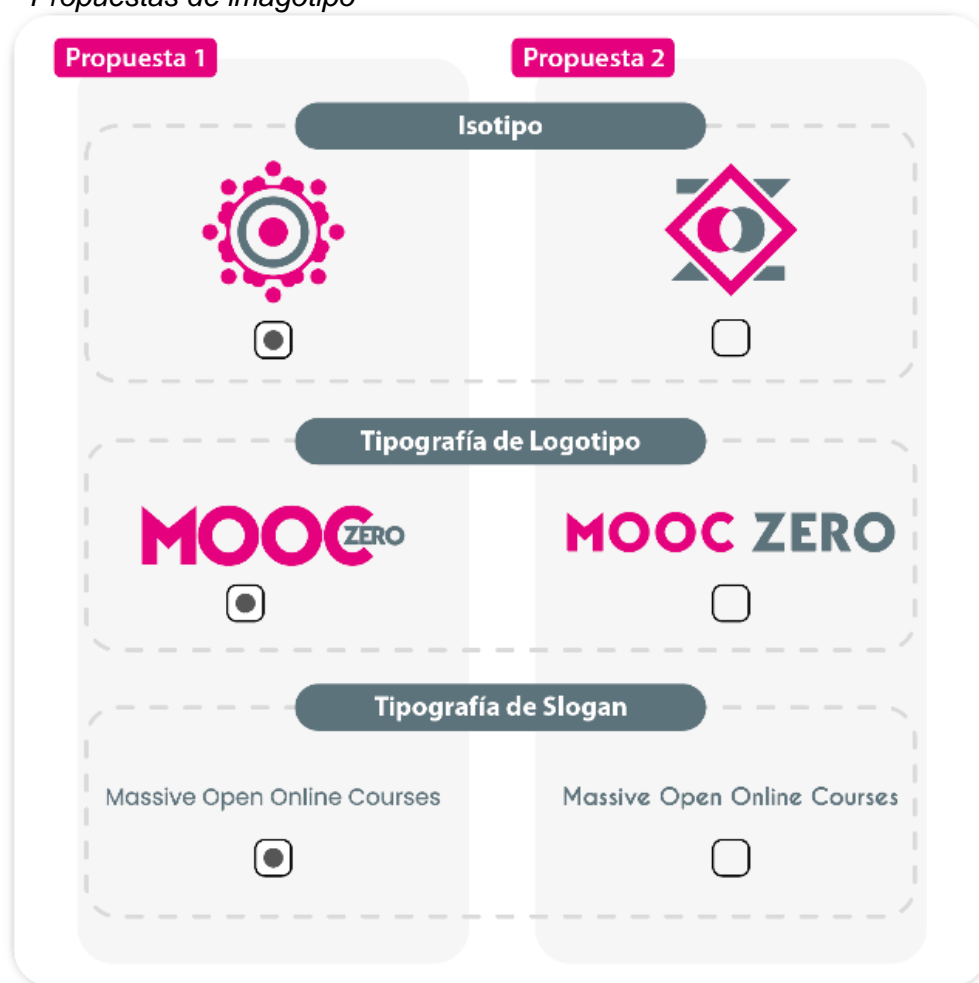 Propuestas de imagotipo
Propuesta 1
Propuesta 2
Isotipo
Tipografía de Logotipo
MOOC ZERO
MOOC ZERO
Tipografía de Slogan
Massive Open Online Courses
Massive Open Online Courses